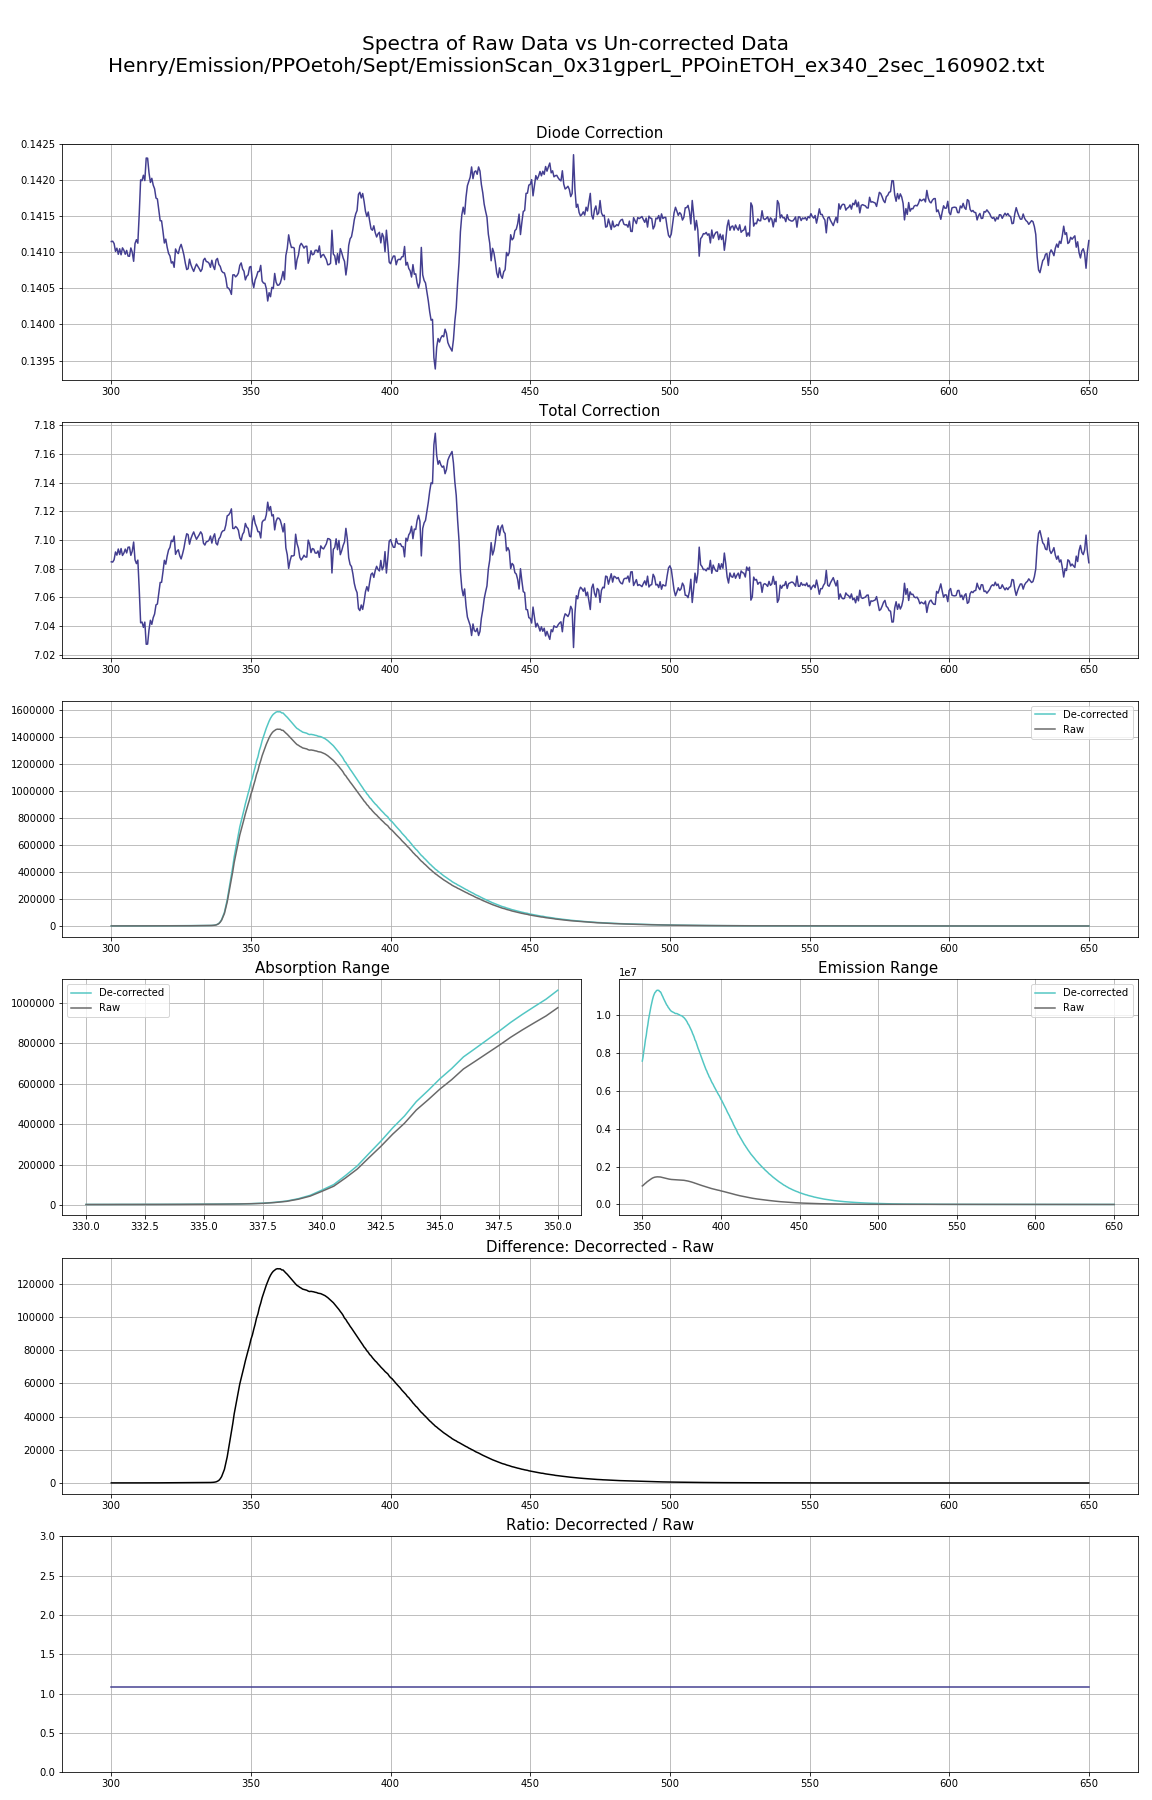 Spectra of Raw Data vs Un-corrected Data
Henry/Emission/PPOetoh/Sept/EmissionScan_0x31gperL_PPOinETOH_ex340_2sec_160902.txt
Diode Correction
0.1425
0.1420
0.1415
0.1410
0.1405
0.1400
0.1395
300 350 400 450 500 550 600 650
Total Correction
7.18
7.16
7.14
7.12
7.10
7.08
7.06
7.04
7.02
300 350 400 450 500 550 600 650
1600000
1400000
1200000
1000000
800000
600000
400000
200000
0
De-corrected
Raw
300 350 400 450 500 550 600 650
Absorption Range
1000000
800000
600000
400000
200000
0
De-corrected
Raw
330.0 332.5 335.0 337.5 340.0 342.5 345.0 347.5 350.0
Emission Range
1e7
1.0
0.8
0.6
0.4
0.2
0.0
De-corrected
Raw
350 400 450 500 550 600 650
Difference: Decorrected - Raw
120000
100000
80000
60000
40000
20000
0
300 350 400 450 500 550 600 650
Ratio: Decorrected / Raw
3.0
2.5
2.0
1.5
1.0
0.5
0.0
300 350 400 450 500 550 600 650